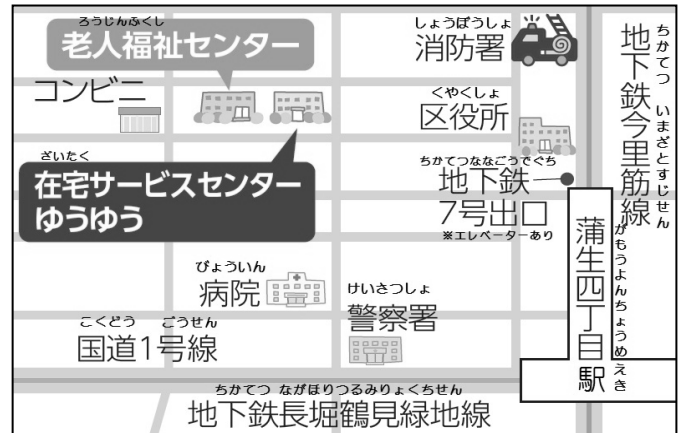 ろうじんふくし
老人福祉センター
コンビニ
しょうぼうしょ
消防署
くやくしょ
区役所
ざいたく
在宅サービスセンター
ゆうゆう
ちかてつななごうでぐち
地下鉄
7号出口
※エレベーターあり
ちかてつ いまざとすじせん
地下鉄今里筋線
がもうよんちょうめ えき
蒲生四丁目駅
びょういん
病院
けいさつしょ
警察署
こくどう ごうせん
国道1号線
ちかてつ ながほりつるみりょくちせん
地下鉄長堀鶴見緑地線